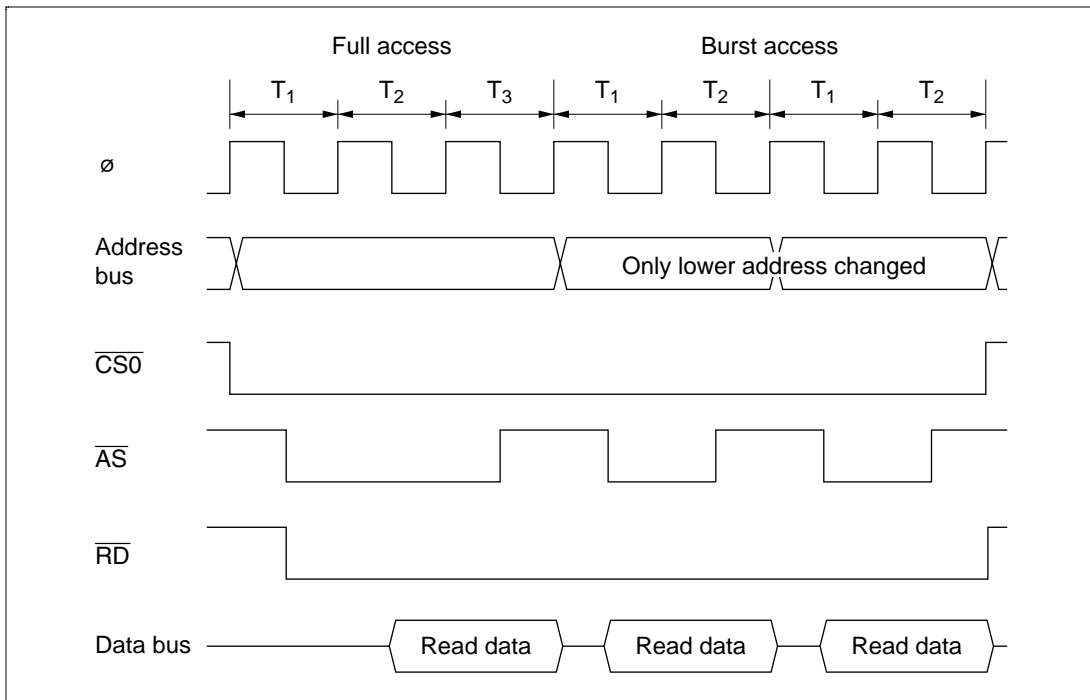 Full access Burst access
T1 T2 T3 T1 T2 T1 T2
ø
Address
bus
Only lower address changed
CS0
AS
RD
Data bus Read data Read data Read data